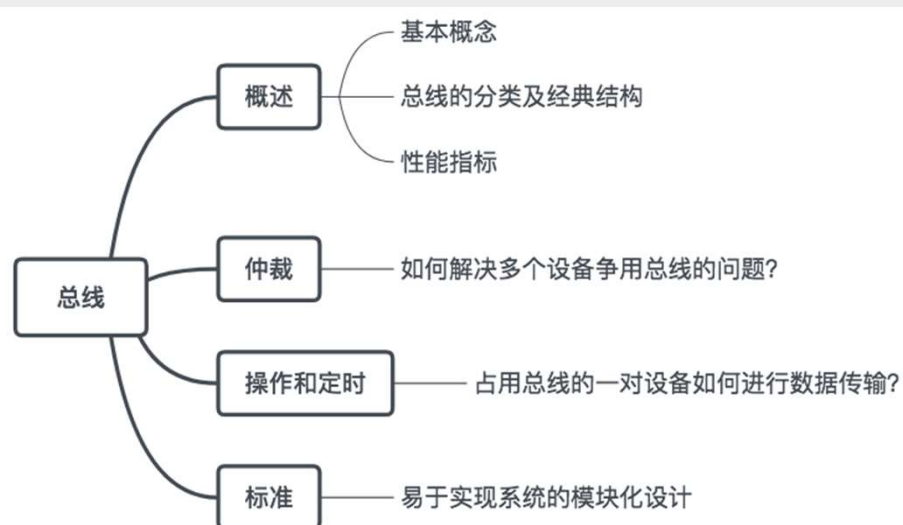 总线
概述
基本概念
总线的分类及经典结构
性能指标
仲裁
如何解决多个设备争用总线的问题?
操作和定时
占用总线的一对设备如何进行数据传输?
标准
易于实现系统的模块化设计